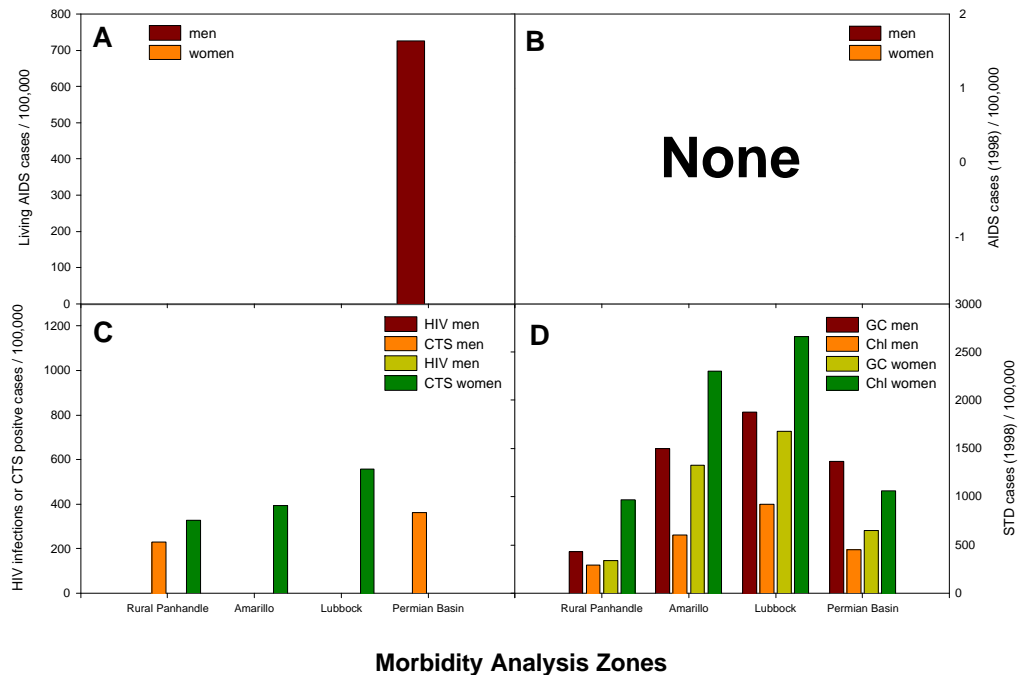 A
men
women
800
700
600
500
400
300
200
100
0
Living AIDS cases / 100,000
B
men
women
None
2
1
0
-1
AIDS cases (1998) / 100,000
C
HIV men
CTS men
HIV men
CTS women
1200
1000
800
600
400
200
0
HIV infections or CTS positve cases / 100,000
Rural Panhandle Amarillo Lubbock Permian Basin
D
GC men
Chl men
GC women
Chl women
3000
2500
2000
1500
1000
500
0
STD cases (1998) / 100,000
Rural Panhandle Amarillo Lubbock Permian Basin
Morbidity Analysis Zones